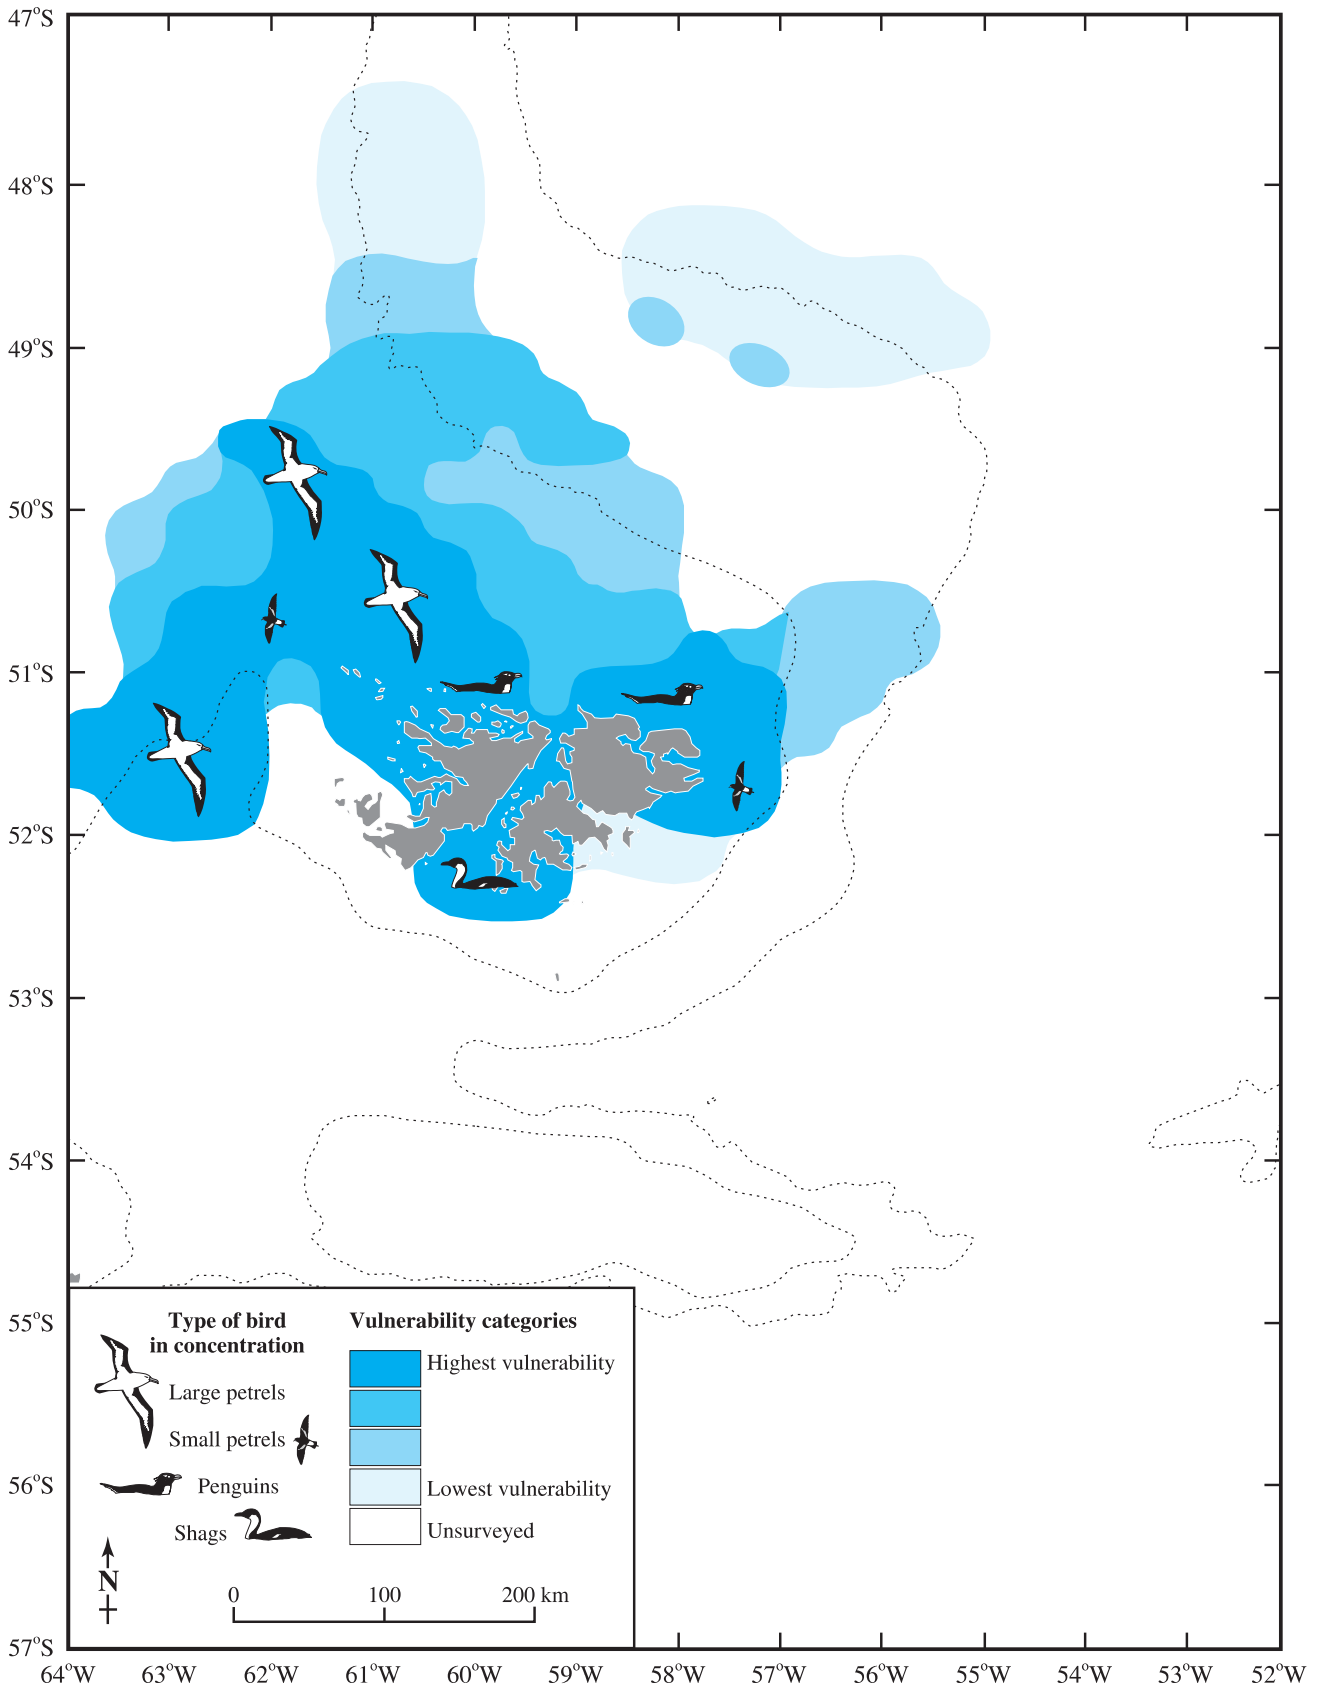 47°S
48°S
49°S
50°S
51°S
52°S
53°S
54°S
55°S
56°S
57°S
Type of bird
in concentration
Large petrels
Small petrels
Penguins
Shags
N
Vulnerability categories
Highest vulnerability
Lowest vulnerability
Unsurveyed
0 100 200 km
64°W 63°W 62°W 61°W 60°W 59°W 58°W 57°W 56°W 55°W 54°W 53°W 52°W